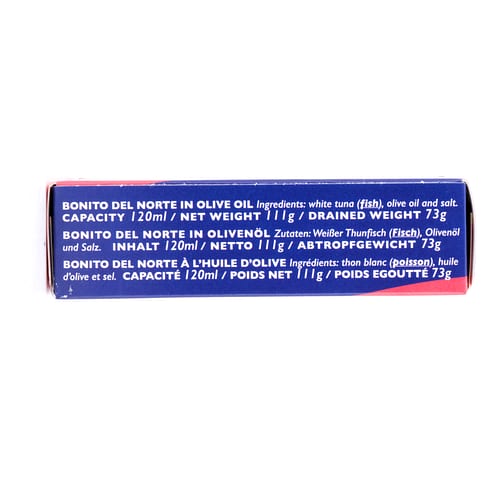 BONITO DEL NORTE IN OLIVE OIL Ingredients: white tuna (fish), olive oil and salt.
CAPACITY 120ml / NET WEIGHT 111g / DRAINED WEIGHT 73g
BONITO DEL NORTE IN OLIVENÖL Zutaten: Weißer Thunfisch (Fisch), Olivenöl
und Salz. INHALT 120ml / NETTO 111g / ABTROPFGEWICHT 73g
BONITO DEL NORTE À L'HUILE D'OLIVE Ingrédients: thon blanc (poisson), huile
d'olive et sel. CAPACITÉ 120ml / POIDS NET 111g / POIDS EGOUTTÉ 73g